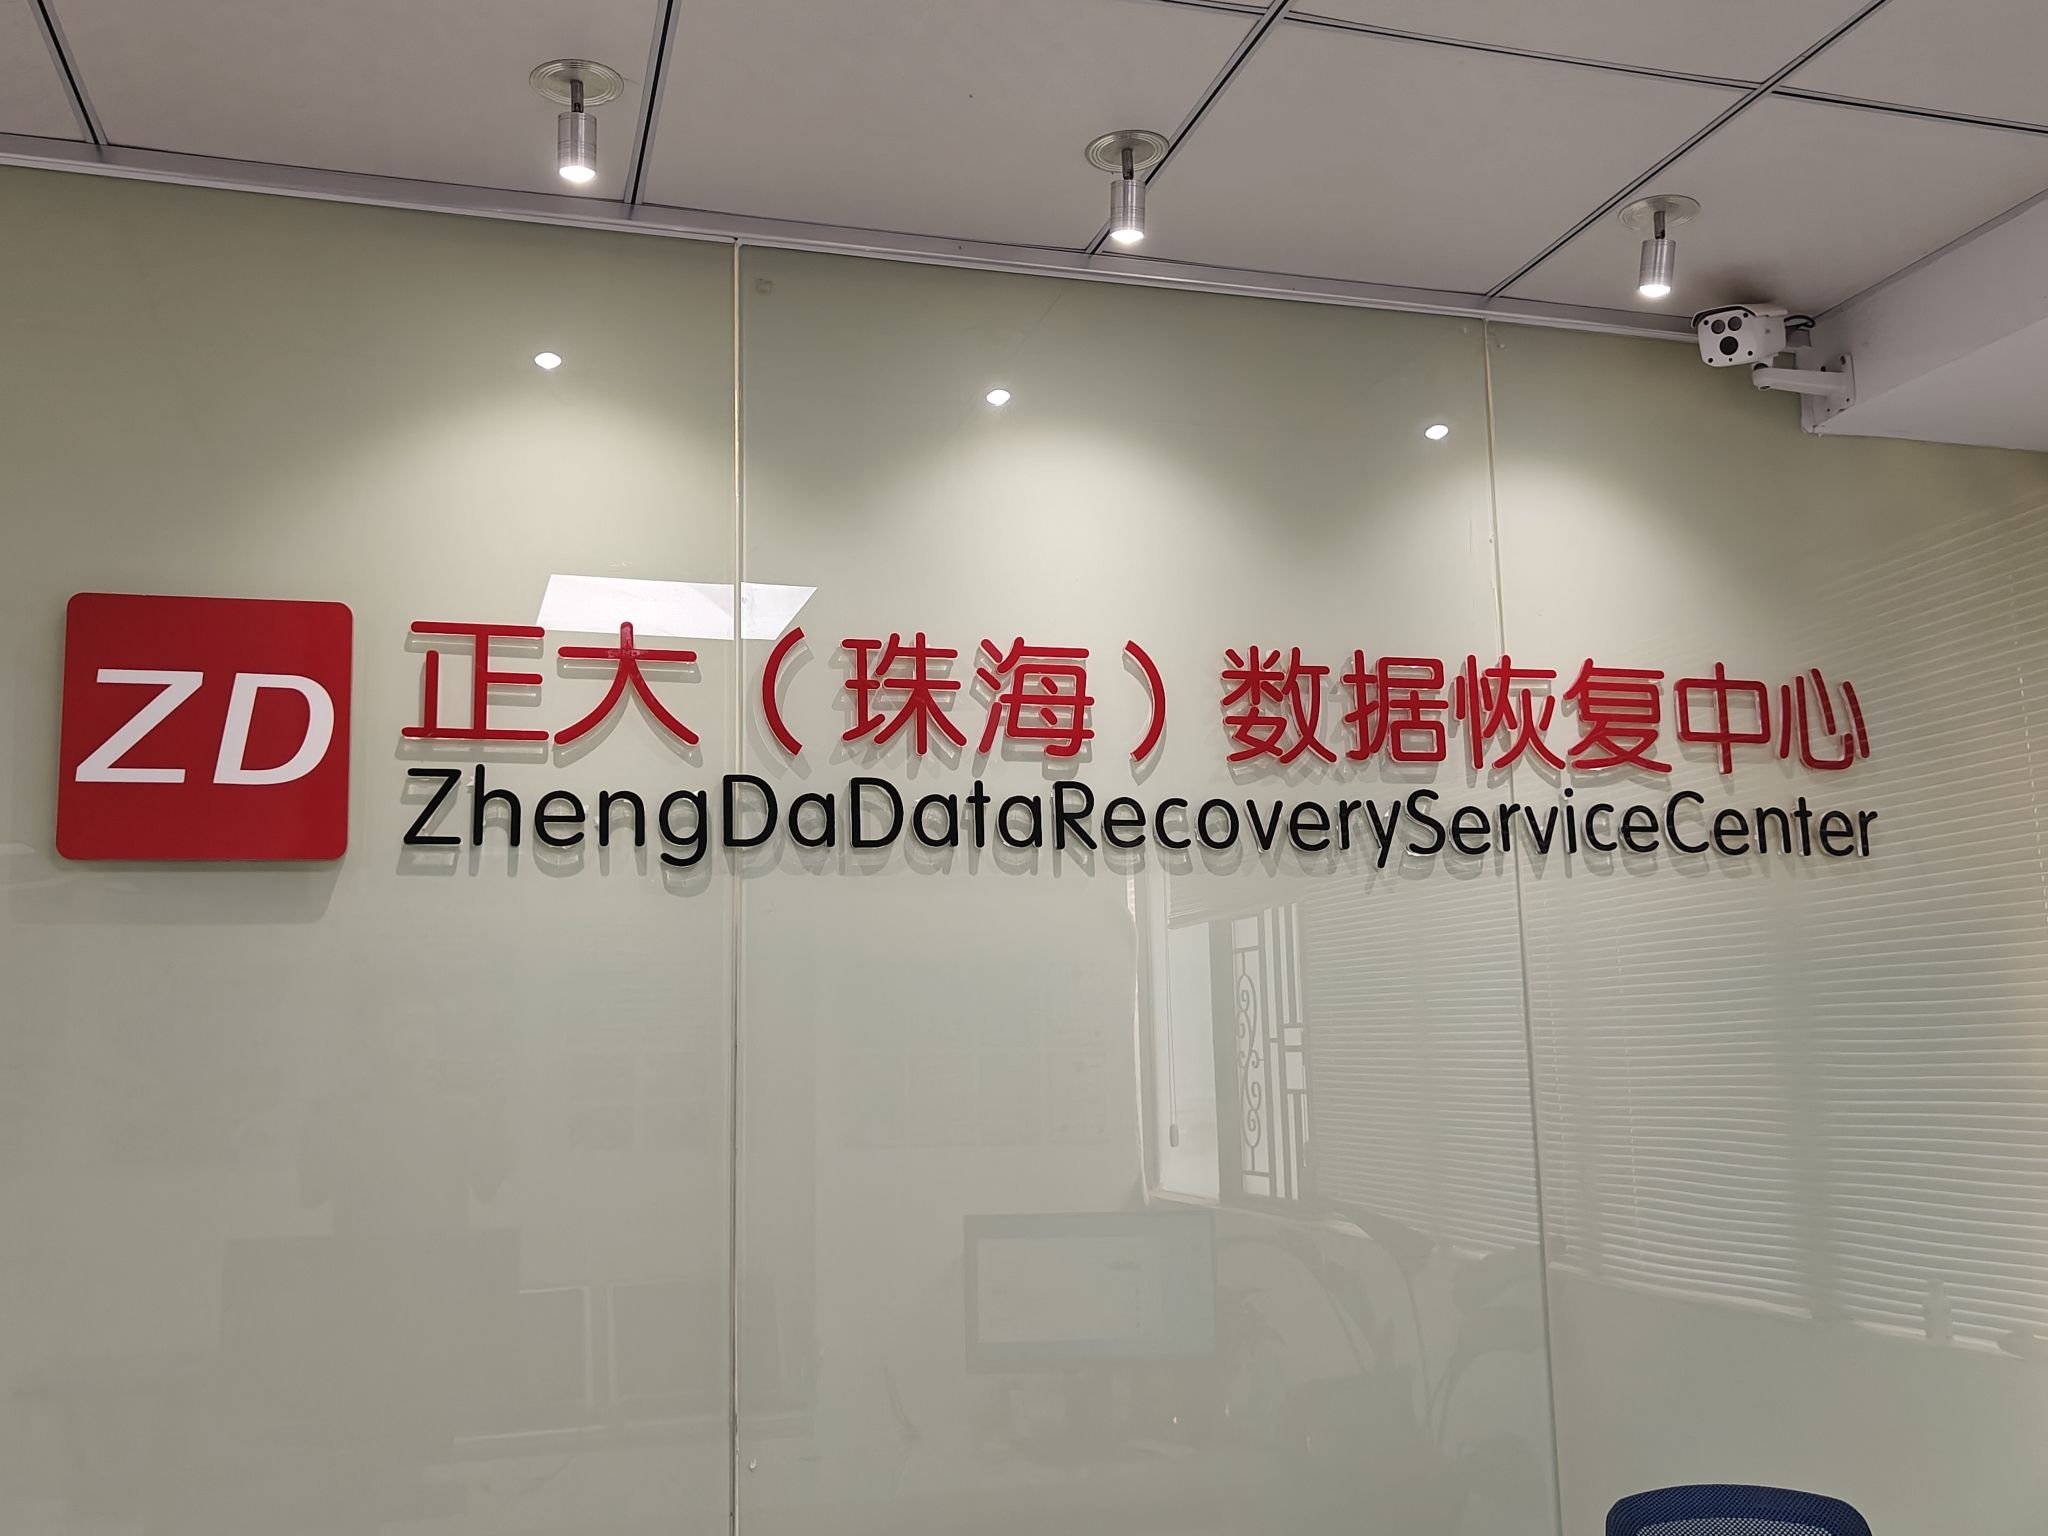 ZD
正大（珠海）数据恢复中心
ZhengDaDataRecoveryServiceCenter